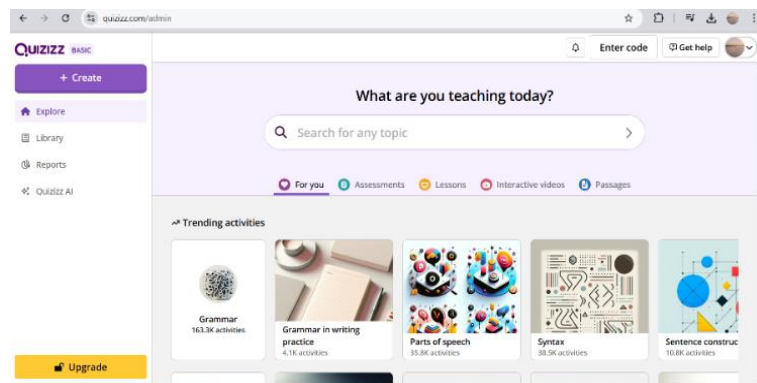 quizizz.com/admin
QUIZIZZ BASIC
Enter code
Get help
+ Create
Explore
Library
Reports
Quizizz AI
Upgrade
What are you teaching today?
Search for any topic
For you Assessments Lessons Interactive videos Passages
Trending activities
Grammar
163.3K activities
Grammar in writing
practice
4.1K activities
Parts of speech
35.8K activities
Syntax
38.5K activities
Sentence construc
10.8K activities